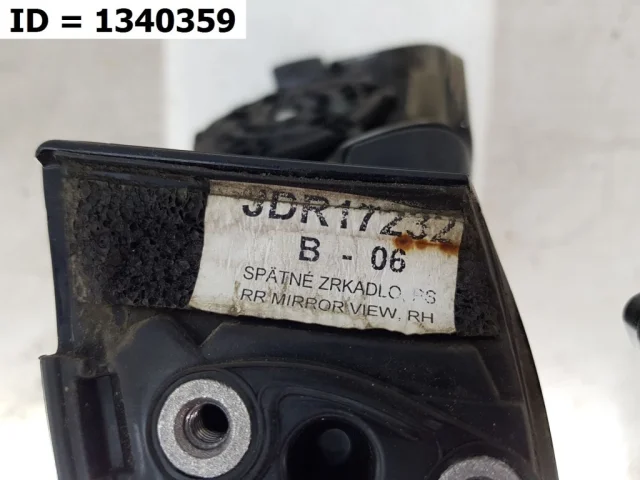 ID = 1340359
JDR17232
B - 06
SPÄTNÉ ZRKADLO, PS
RR MIRROR VIEW, RH